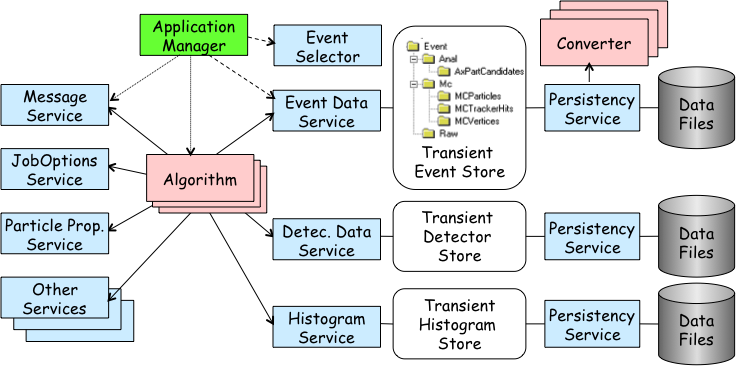 Application
Manager
Event
Selector
Converter
Message
Service
Event Data
Service
Event
Anal
AxPartCandidates
Mc
MCParticles
MCTrackerHits
MCVertices
Raw
Transient
Event Store
Persistency
Service
Data
Files
JobOptions
Service
Algorithm
Particle Prop.
Service
Detec. Data
Service
Transient
Detector
Store
Persistency
Service
Data
Files
Other
Services
Histogram
Service
Transient
Histogram
Store
Persistency
Service
Data
Files